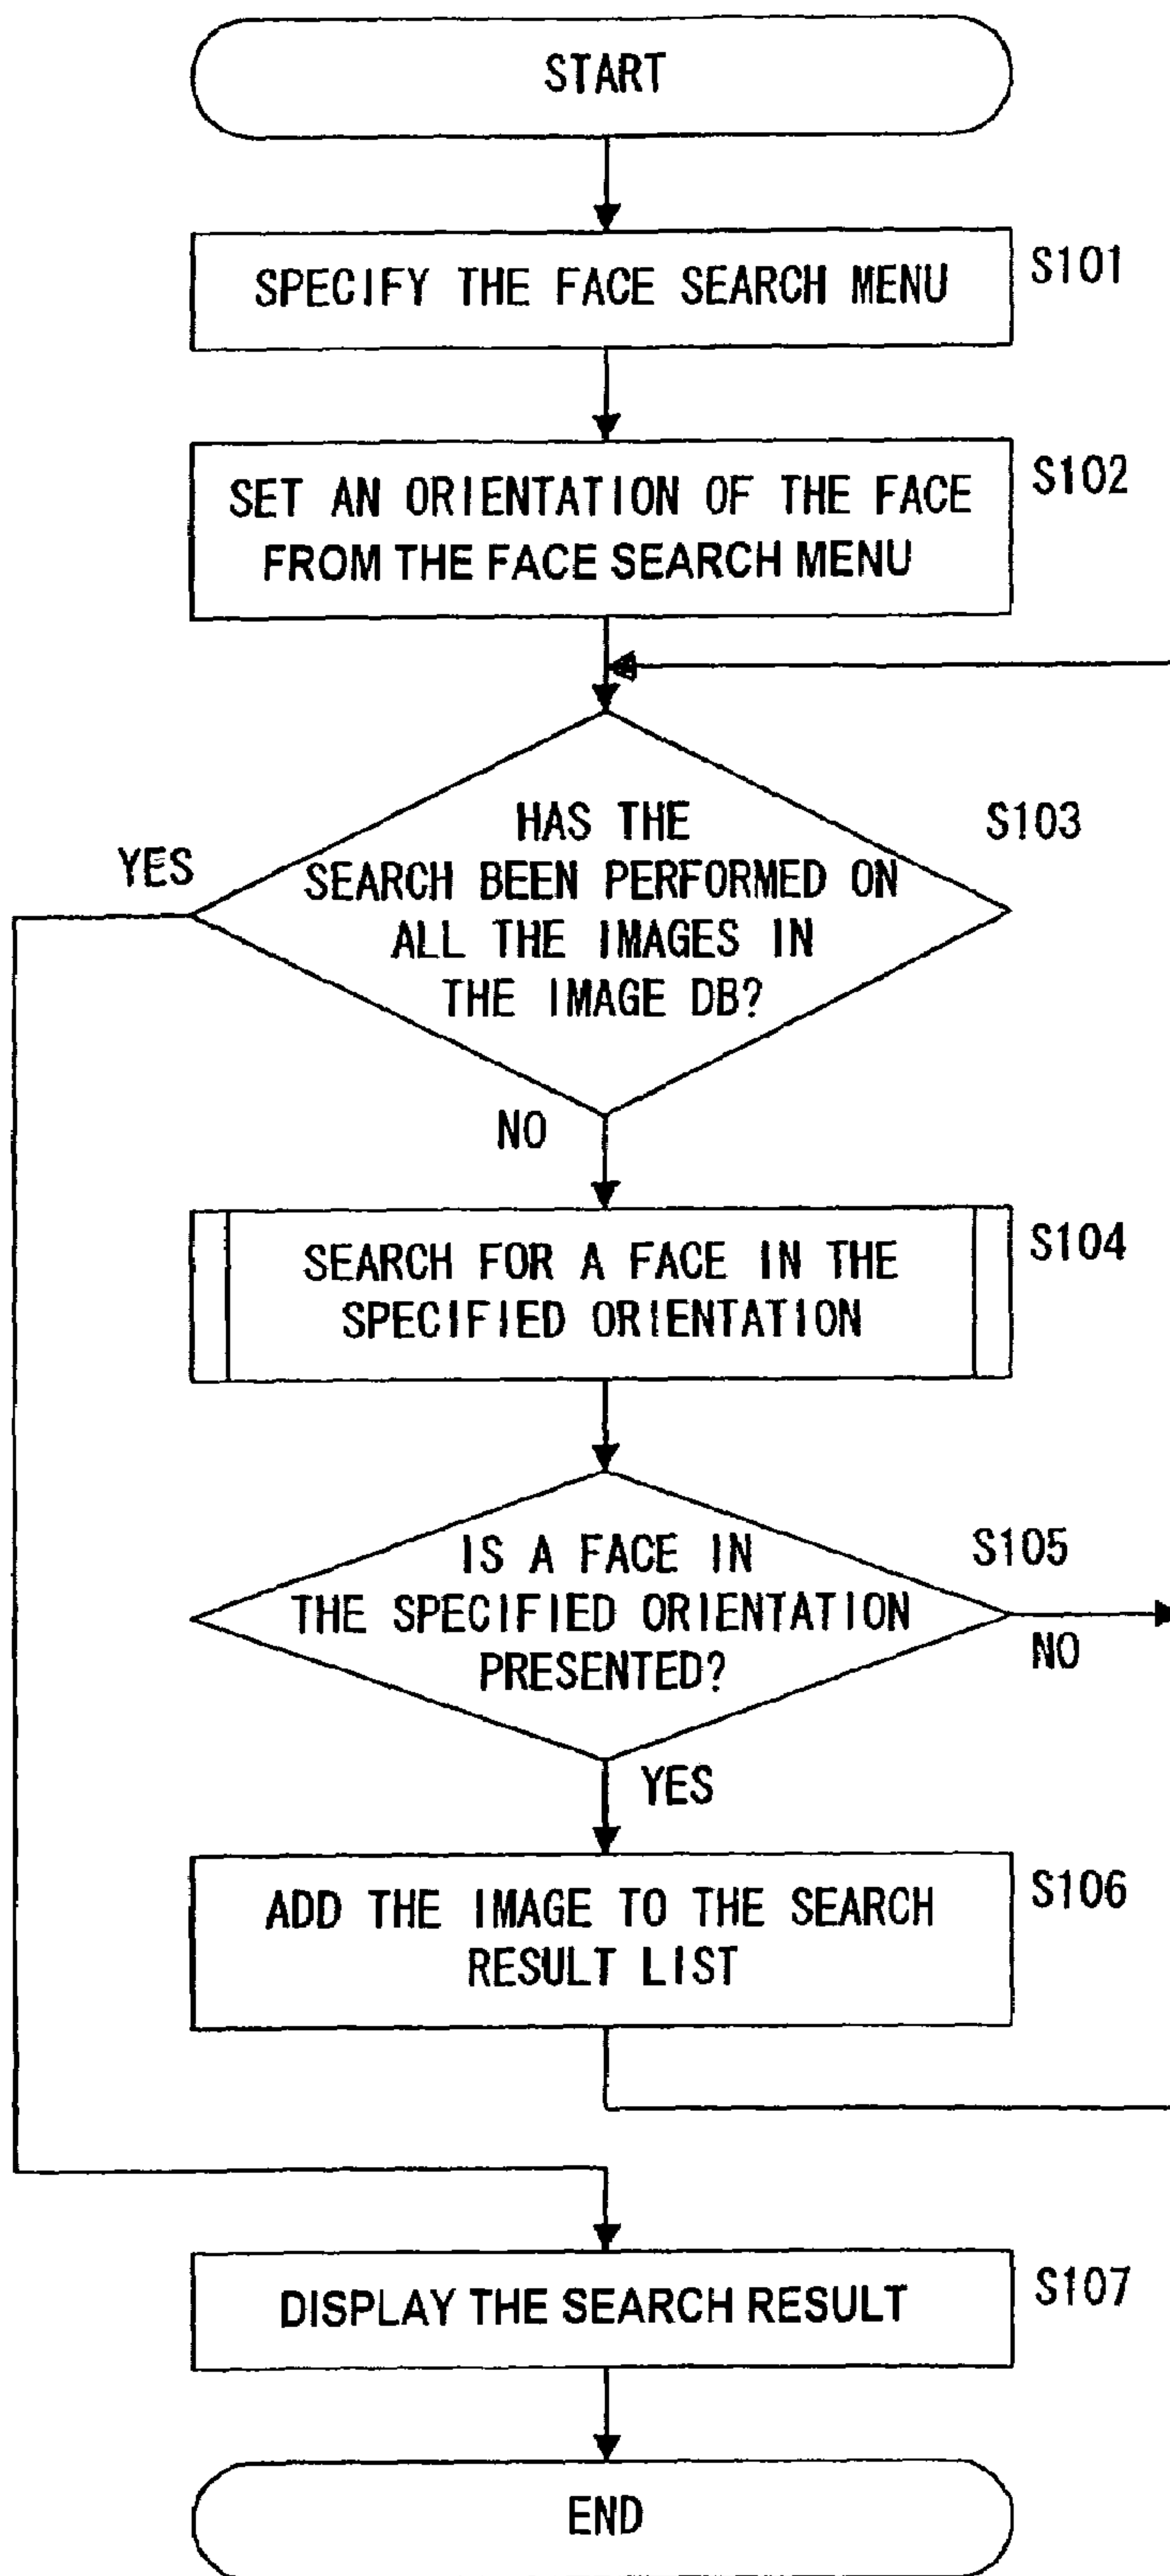 START
SPECIFY THE FACE SEARCH MENU
S101
SET AN ORIENTATION OF THE FACE
FROM THE FACE SEARCH MENU
S102
HAS THE
SEARCH BEEN PERFORMED ON
ALL THE IMAGES IN
THE IMAGE DB?
S103
YES
NO
SEARCH FOR A FACE IN THE
SPECIFIED ORIENTATION
S104
IS A FACE IN
THE SPECIFIED ORIENTATION
PRESENTED?
S105
NO
YES
ADD THE IMAGE TO THE SEARCH
RESULT LIST
S106
DISPLAY THE SEARCH RESULT
S107
END